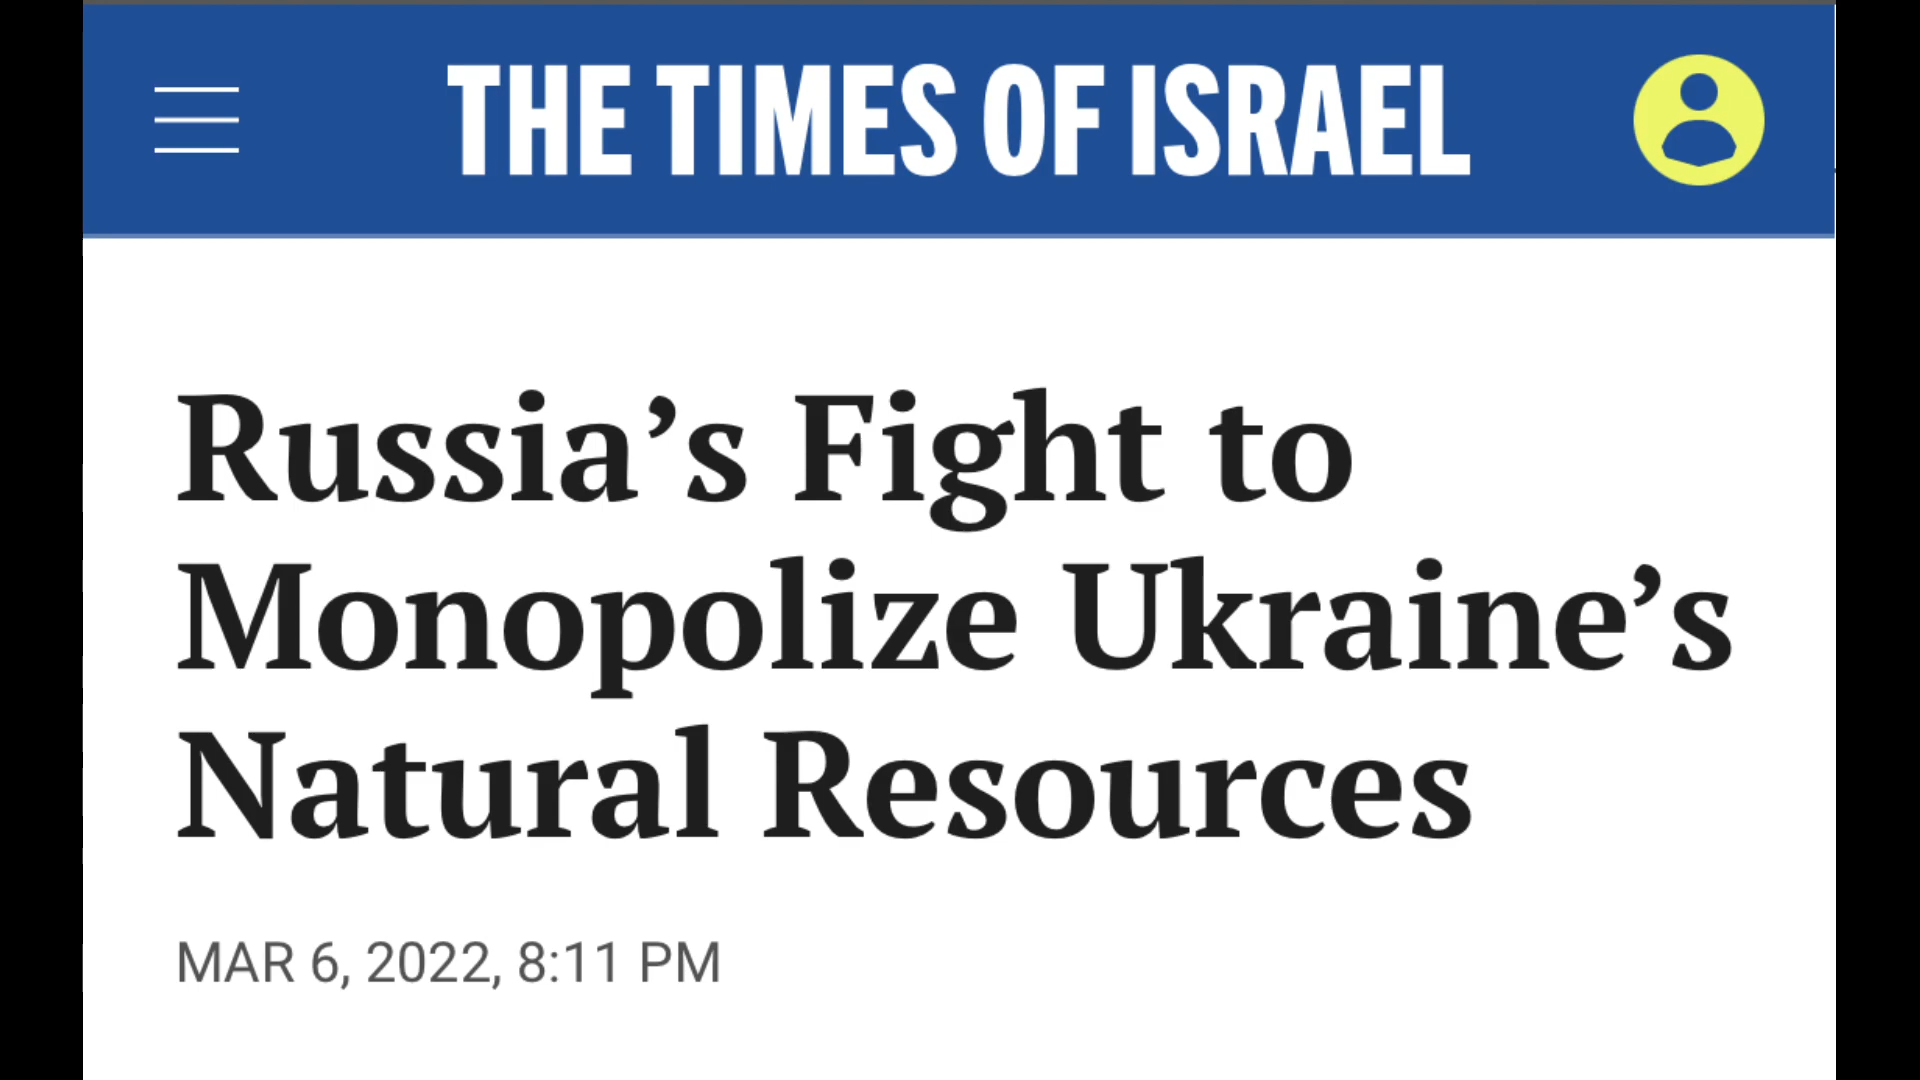 THE TIMES OF ISRAEL
Russia’s Fight to
Monopolize Ukraine’s
Natural Resources
MAR 6, 2022, 8:11 PM